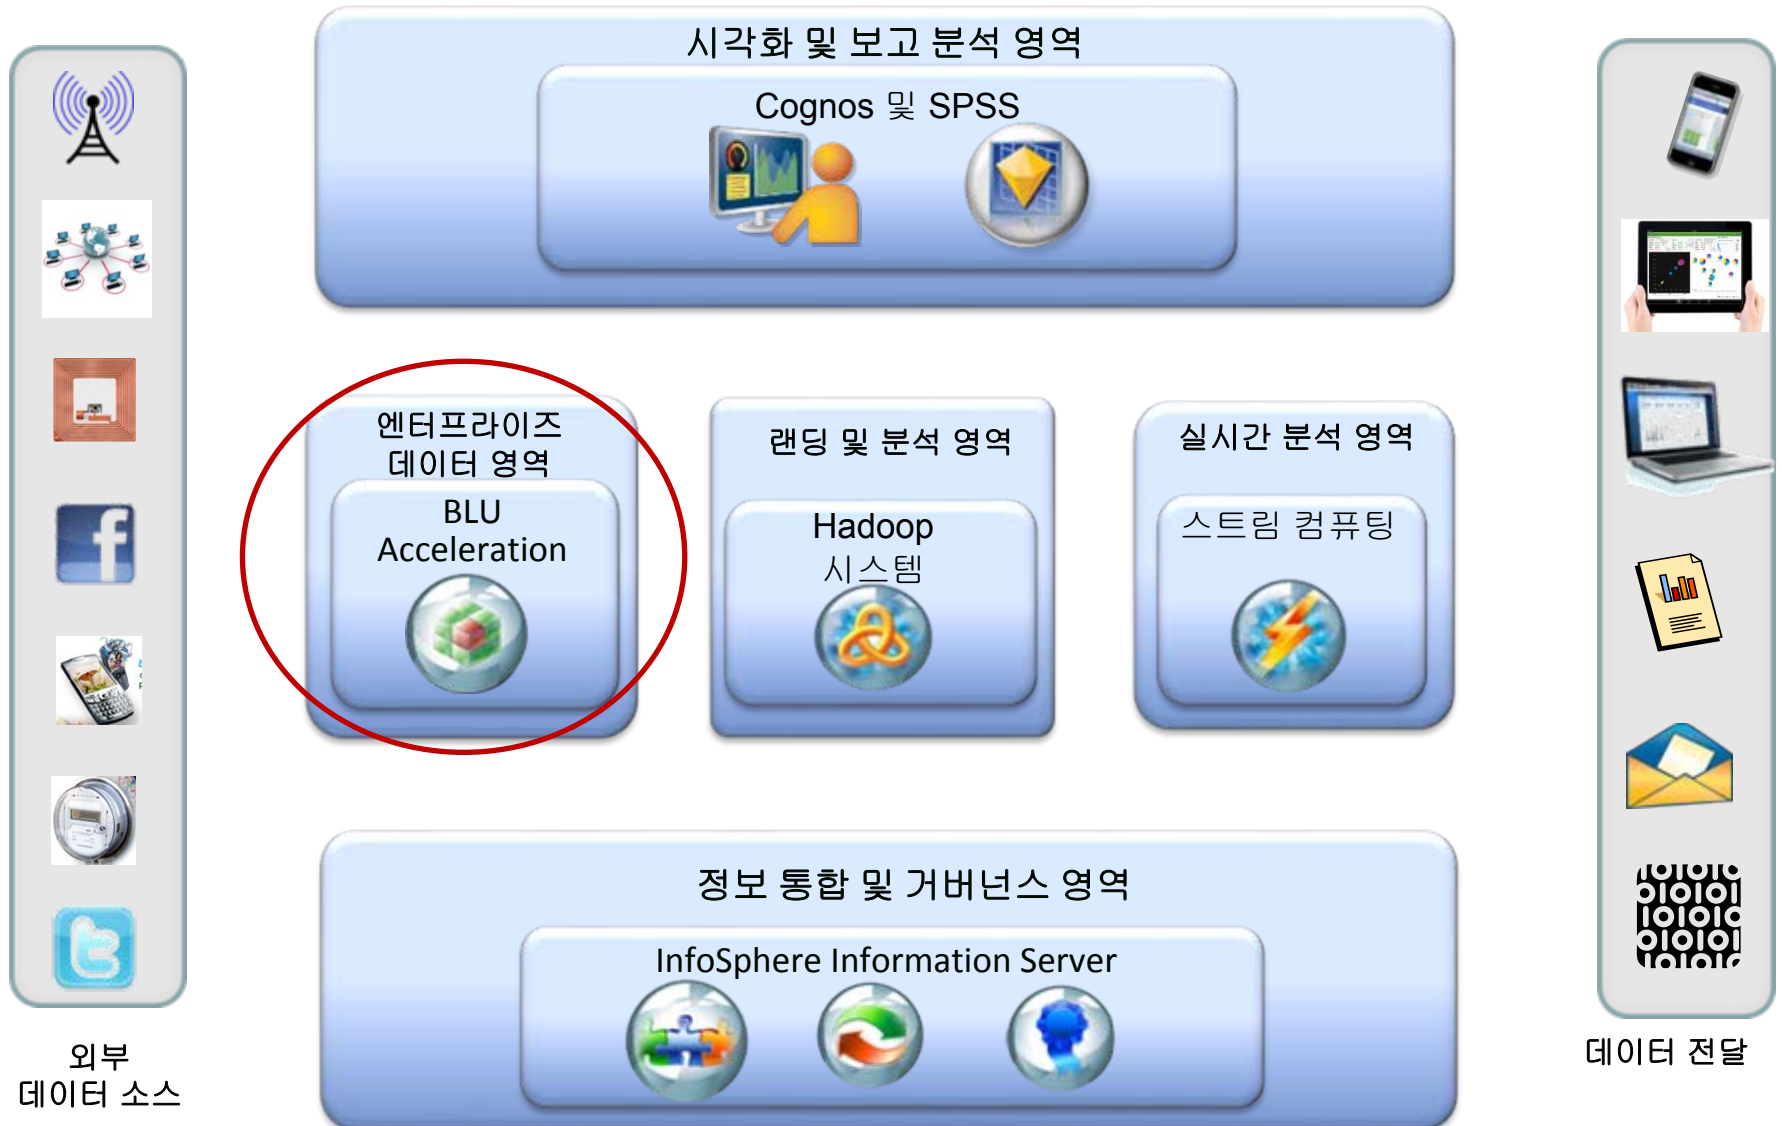 시각화 및 보고 분석 영역
Cognos 및 SPSS
엔터프라이즈
데이터 영역
BLU
Acceleration
랜딩 및 분석 영역
Hadoop
시스템
실시간 분석 영역
스트림 컴퓨팅
정보 통합 및 거버넌스 영역
InfoSphere Information Server
외부
데이터 소스
데이터 전달